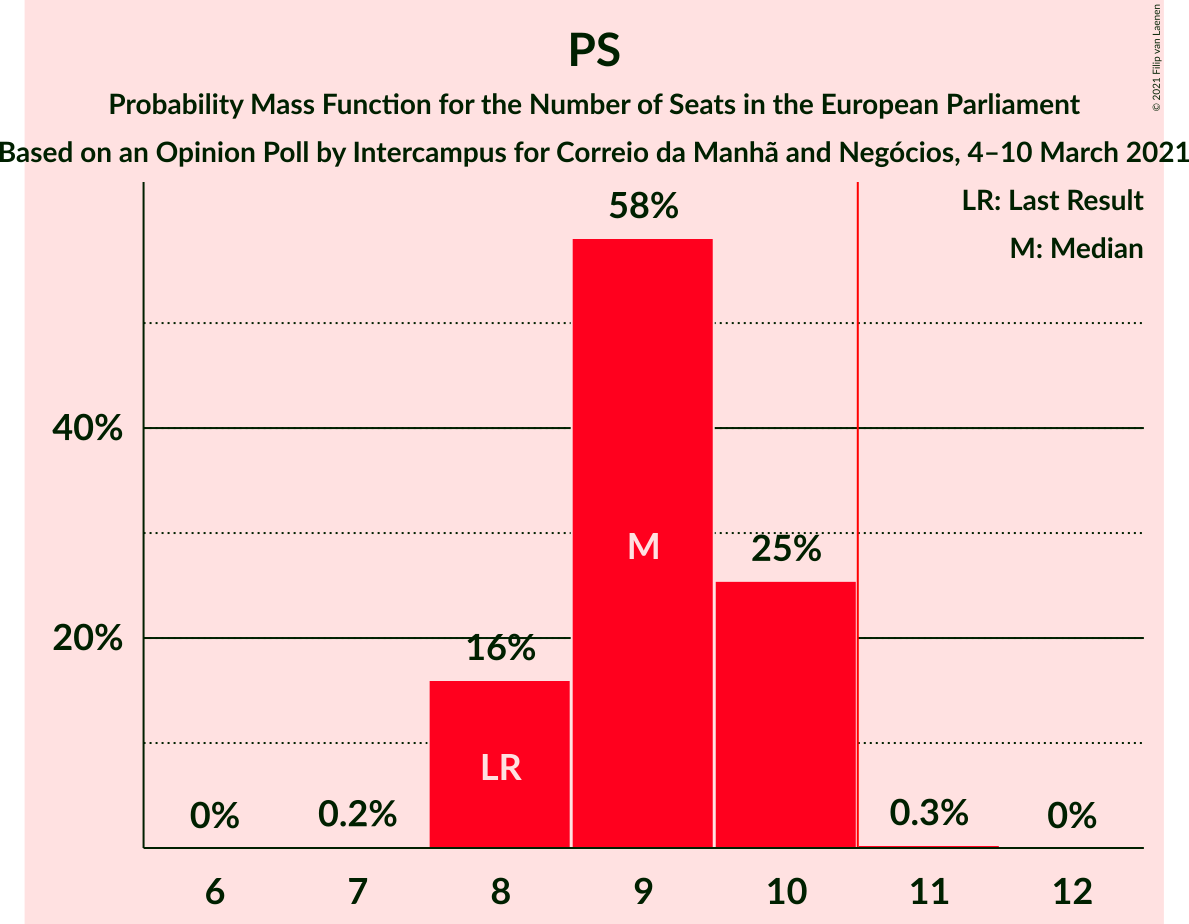 PS
Probability Mass Function for the Number of Seats in the European Parliament
Based on an Opinion Poll by Intercampus for Correio da Manhã and Negócios, 4–10 March 2021
© 2021 Filip van Laenen
LR: Last Result
M: Median
58%
40%
M
25%
20%
16%
LR
0%
0.2%
0.3%
0%
6
7
8
9
10
11
12